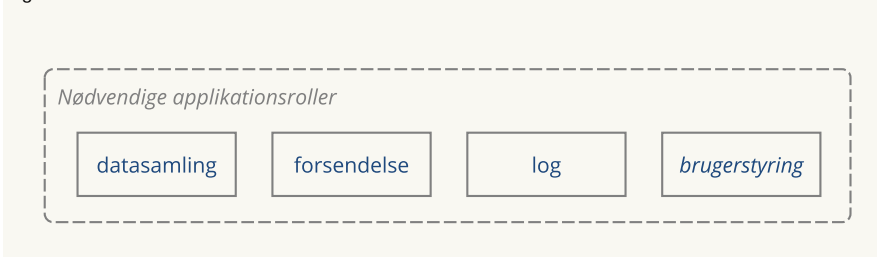 Nødvendige applikationsroller
datasamling
forsendelse
log
brugerstyring